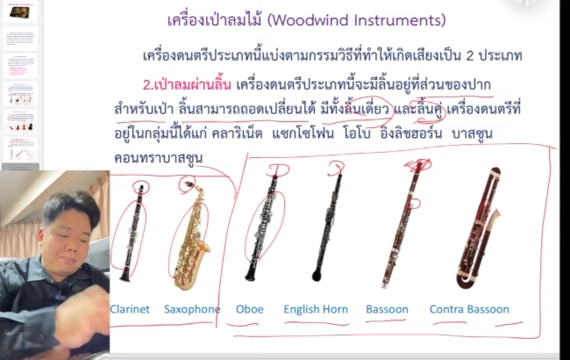 เครื่องเป่าลมไม้ (Woodwind Instruments)
เครื่องดนตรีประเภทนี้แบ่งตามกรรมวิธีที่ทำให้เกิดเสียงเป็น 2 ประเภท
2.เป่าลมผ่านลิ้น เครื่องดนตรีประเภทนี้จะมีลิ้นอยู่ที่ส่วนของปาก
สำหรับเป่า ลิ้นสามารถถอดเปลี่ยนได้ มีทั้งลิ้นเดี่ยว และลิ้นคู่ เครื่องดนตรีที่
อยู่ในกลุ่มนี้ได้แก่ คลาริเน็ต แซกโซโฟน โอโบ อิงลิชฮอร์น บาสซูน
คอนทราบาสซูน
Clarinet Saxophone Oboe English Horn Bassoon Contra Bassoon